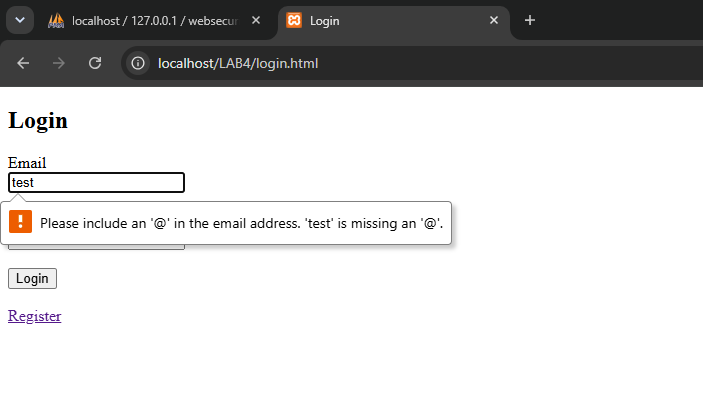 localhost / 127.0.0.1 / websecur
Login
localhost/LAB4/login.html
Login
Email
test
Please include an '@' in the email address. 'test' is missing an '@'.
Login
Register